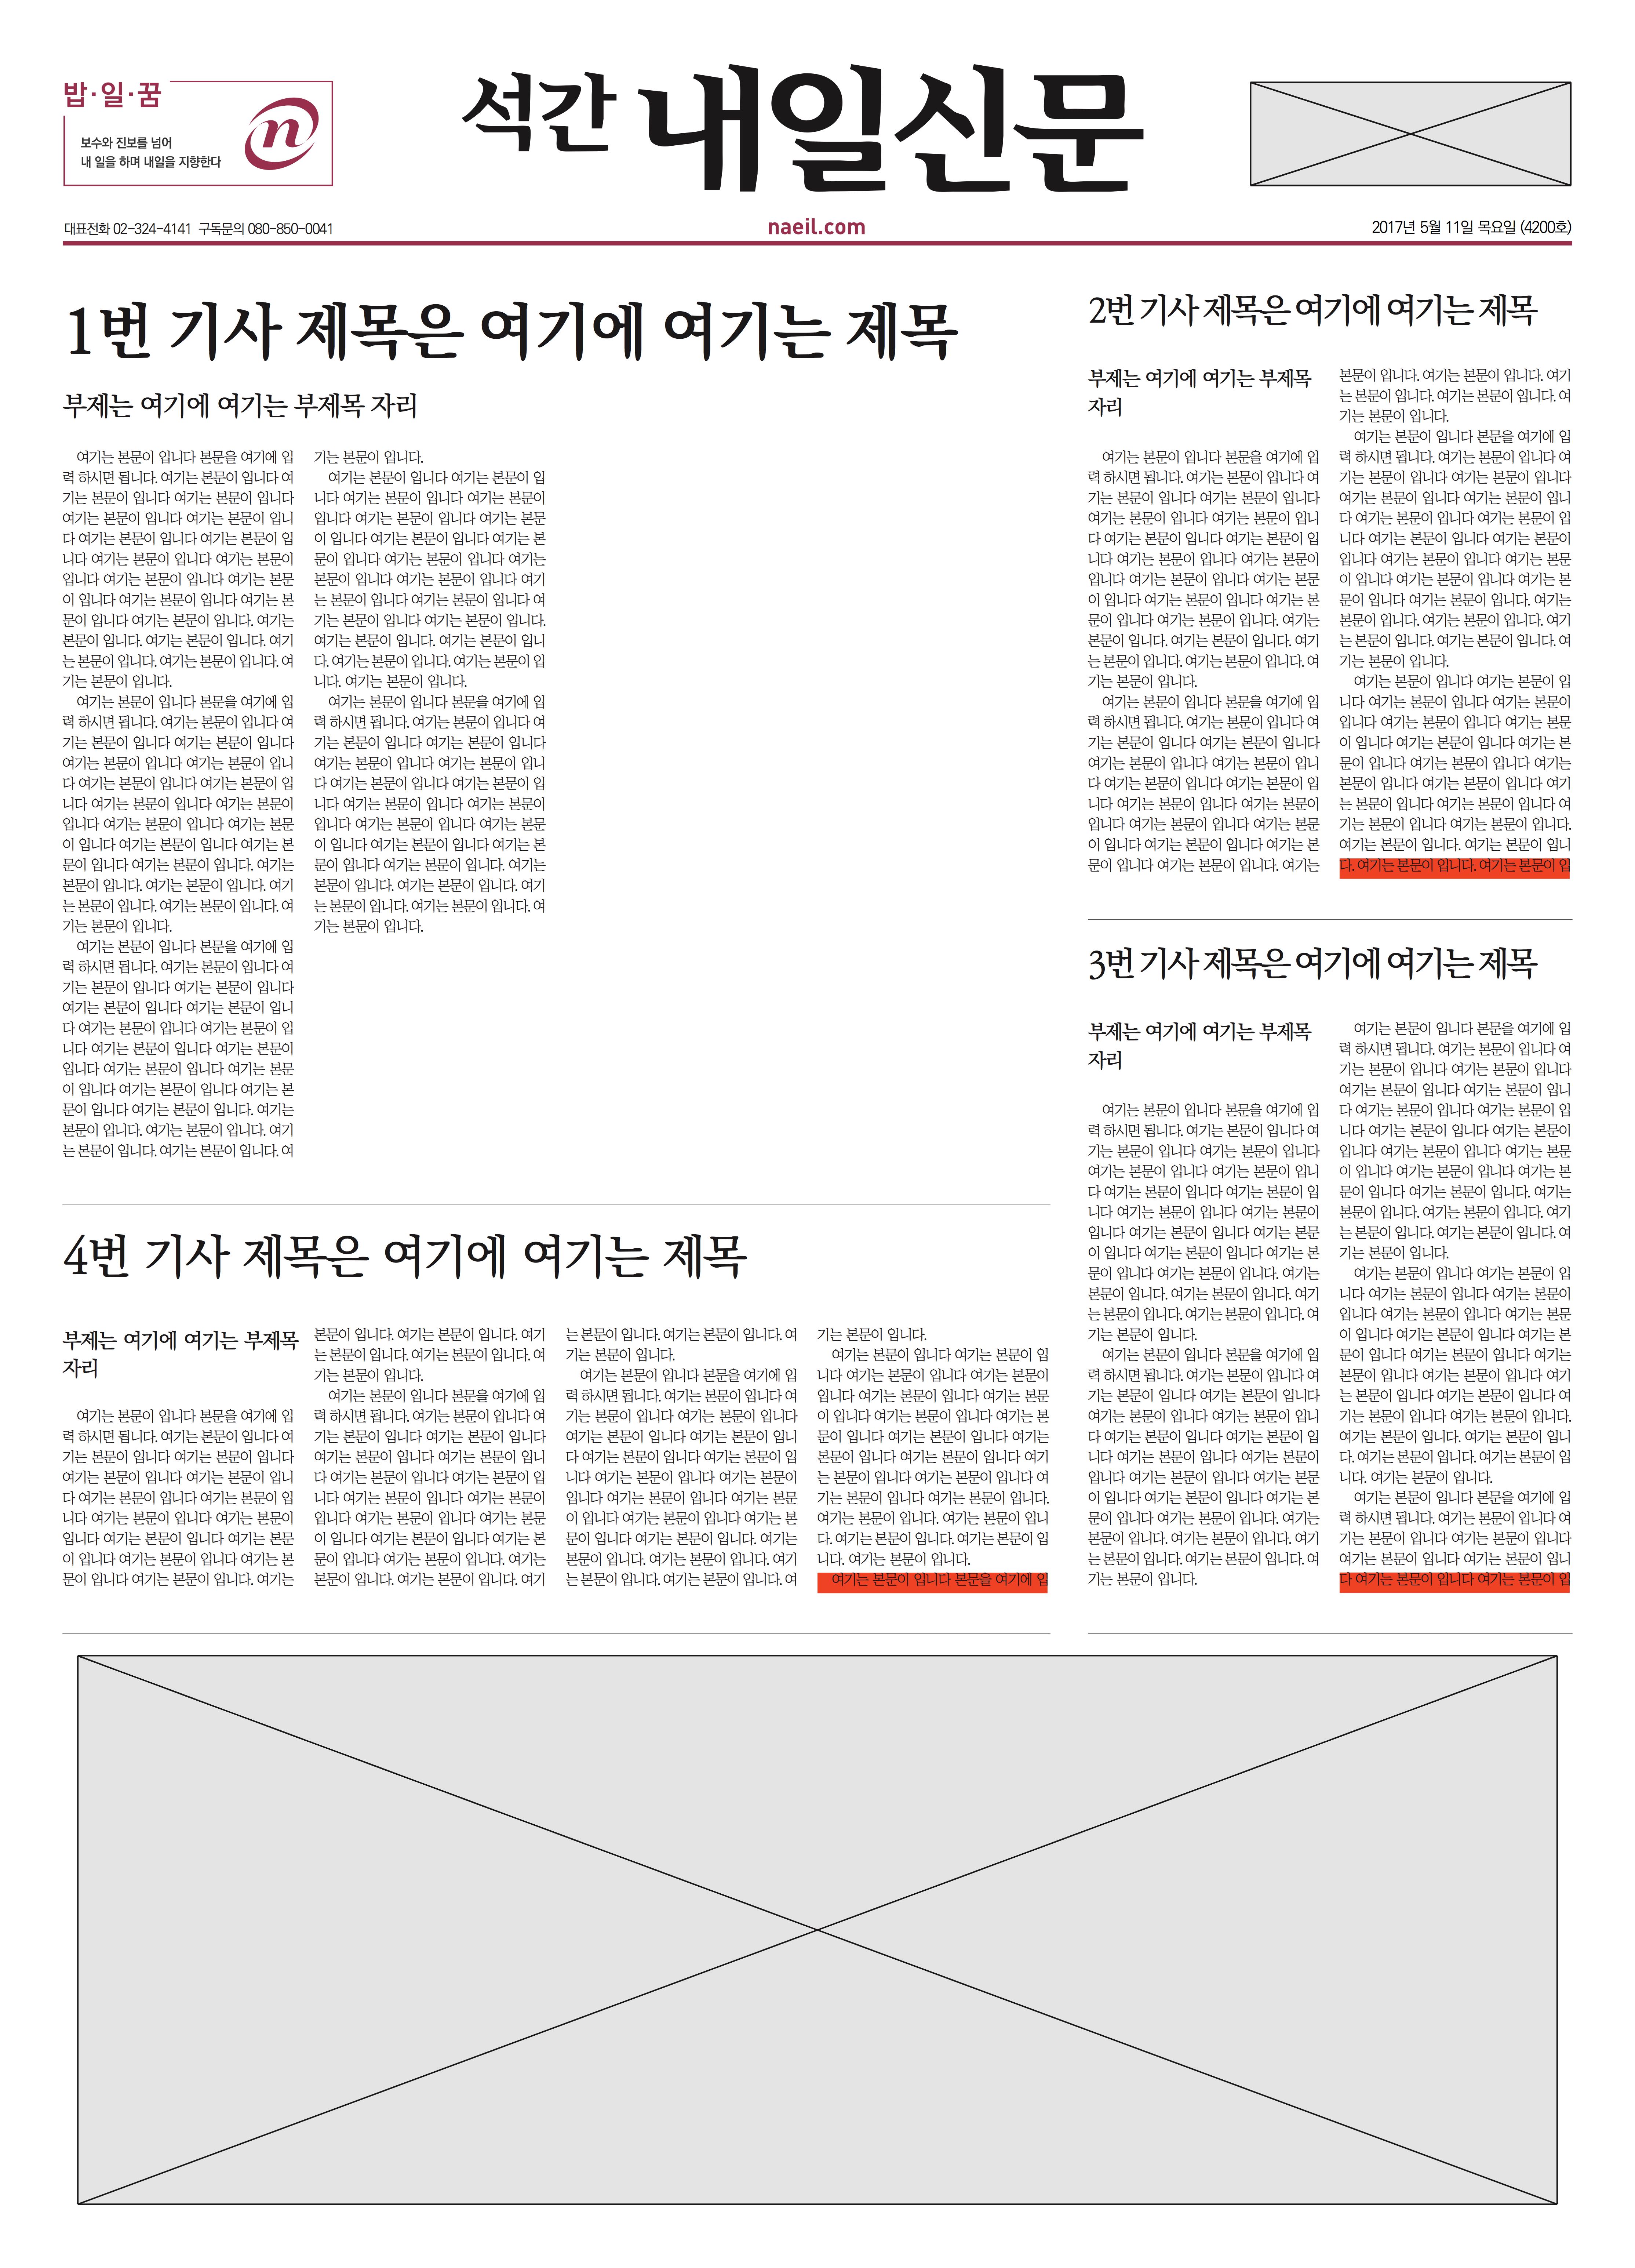 밥·일·꿈
보수와 진보를 넘어
내 일을 하며 내일을 지향한다
n
석간 내일신문
대표전화 02-324-4141 구독문의 080-850-0041
naeil.com
2017년 5월 11일 목요일 (4200호)
1번 기사 제목은 여기에 여기는 제목
부제는 여기에 여기는 부제목 자리
여기는 본문이 입니다 본문을 여기에 입
력 하시면 됩니다. 여기는 본문이 입니다 여
기는 본문이 입니다 여기는 본문이 입니다
여기는 본문이 입니다 여기는 본문이 입니
다 여기는 본문이 입니다 여기는 본문이 입
니다 여기는 본문이 입니다 여기는 본문이
입니다 여기는 본문이 입니다 여기는 본문
이 입니다 여기는 본문이 입니다 여기는 본
문이 입니다 여기는 본문이 입니다. 여기는
본문이 입니다. 여기는 본문이 입니다. 여기
는 본문이 입니다. 여기는 본문이 입니다. 여
기는 본문이 입니다.
여기는 본문이 입니다 본문을 여기에 입
력 하시면 됩니다. 여기는 본문이 입니다 여
기는 본문이 입니다 여기는 본문이 입니다
여기는 본문이 입니다 여기는 본문이 입니
다 여기는 본문이 입니다 여기는 본문이 입
니다 여기는 본문이 입니다 여기는 본문이
입니다 여기는 본문이 입니다 여기는 본문
이 입니다 여기는 본문이 입니다 여기는 본
문이 입니다 여기는 본문이 입니다. 여기는
본문이 입니다. 여기는 본문이 입니다. 여기
는 본문이 입니다. 여기는 본문이 입니다. 여
기는 본문이 입니다.
여기는 본문이 입니다 본문을 여기에 입
력 하시면 됩니다. 여기는 본문이 입니다 여
기는 본문이 입니다 여기는 본문이 입니다
여기는 본문이 입니다 여기는 본문이 입니
다 여기는 본문이 입니다 여기는 본문이 입
니다 여기는 본문이 입니다 여기는 본문이
입니다 여기는 본문이 입니다 여기는 본문
이 입니다 여기는 본문이 입니다 여기는 본
문이 입니다 여기는 본문이 입니다. 여기는
본문이 입니다. 여기는 본문이 입니다. 여기
는 본문이 입니다. 여기는 본문이 입니다. 여
기는 본문이 입니다.
여기는 본문이 입니다 여기는 본문이 입
니다 여기는 본문이 입니다 여기는 본문이
입니다 여기는 본문이 입니다 여기는 본문
이 입니다 여기는 본문이 입니다 여기는 본
문이 입니다 여기는 본문이 입니다 여기는
본문이 입니다 여기는 본문이 입니다 여기
는 본문이 입니다 여기는 본문이 입니다 여
기는 본문이 입니다 여기는 본문이 입니다.
여기는 본문이 입니다. 여기는 본문이 입니
다. 여기는 본문이 입니다. 여기는 본문이 입
니다. 여기는 본문이 입니다.
여기는 본문이 입니다 본문을 여기에 입
력 하시면 됩니다. 여기는 본문이 입니다 여
기는 본문이 입니다 여기는 본문이 입니다
여기는 본문이 입니다 여기는 본문이 입니
다 여기는 본문이 입니다 여기는 본문이 입
니다 여기는 본문이 입니다 여기는 본문이
입니다 여기는 본문이 입니다 여기는 본문
이 입니다 여기는 본문이 입니다 여기는 본
문이 입니다 여기는 본문이 입니다. 여기는
본문이 입니다. 여기는 본문이 입니다. 여기
는 본문이 입니다. 여기는 본문이 입니다. 여
기는 본문이 입니다.
2번 기사 제목은 여기에 여기는 제목
부제는 여기에 여기는 부제목
자리
여기는 본문이 입니다 본문을 여기에 입
력 하시면 됩니다. 여기는 본문이 입니다 여
기는 본문이 입니다 여기는 본문이 입니다
여기는 본문이 입니다 여기는 본문이 입니
다 여기는 본문이 입니다 여기는 본문이 입
니다 여기는 본문이 입니다 여기는 본문이
입니다 여기는 본문이 입니다 여기는 본문
이 입니다 여기는 본문이 입니다 여기는 본
문이 입니다 여기는 본문이 입니다. 여기는
본문이 입니다. 여기는 본문이 입니다. 여기
는 본문이 입니다. 여기는 본문이 입니다. 여
기는 본문이 입니다.
여기는 본문이 입니다 본문을 여기에 입
력 하시면 됩니다. 여기는 본문이 입니다 여
기는 본문이 입니다 여기는 본문이 입니다
여기는 본문이 입니다 여기는 본문이 입니
다 여기는 본문이 입니다 여기는 본문이 입
니다 여기는 본문이 입니다 여기는 본문이
입니다 여기는 본문이 입니다 여기는 본문
이 입니다 여기는 본문이 입니다 여기는 본
문이 입니다 여기는 본문이 입니다. 여기는
본문이 입니다. 여기는 본문이 입니다. 여기
는 본문이 입니다. 여기는 본문이 입니다. 여
기는 본문이 입니다.
여기는 본문이 입니다 본문을 여기에 입
력 하시면 됩니다. 여기는 본문이 입니다 여
기는 본문이 입니다 여기는 본문이 입니다
여기는 본문이 입니다 여기는 본문이 입니
다 여기는 본문이 입니다 여기는 본문이 입
니다 여기는 본문이 입니다 여기는 본문이
입니다 여기는 본문이 입니다 여기는 본문
이 입니다 여기는 본문이 입니다 여기는 본
문이 입니다 여기는 본문이 입니다. 여기는
본문이 입니다. 여기는 본문이 입니다. 여기
는 본문이 입니다. 여기는 본문이 입니다. 여
기는 본문이 입니다.
여기는 본문이 입니다 여기는 본문이 입
니다 여기는 본문이 입니다 여기는 본문이
입니다 여기는 본문이 입니다 여기는 본문
이 입니다 여기는 본문이 입니다 여기는 본
문이 입니다 여기는 본문이 입니다 여기는
본문이 입니다 여기는 본문이 입니다 여기
는 본문이 입니다 여기는 본문이 입니다 여
기는 본문이 입니다 여기는 본문이 입니다.
여기는 본문이 입니다. 여기는 본문이 입니
다. 여기는 본문이 입니다. 여기는 본문이 입
3번 기사 제목은 여기에 여기는 제목
부제는 여기에 여기는 부제목
자리
여기는 본문이 입니다 본문을 여기에 입
력 하시면 됩니다. 여기는 본문이 입니다 여
기는 본문이 입니다 여기는 본문이 입니다
여기는 본문이 입니다 여기는 본문이 입니
다 여기는 본문이 입니다 여기는 본문이 입
니다 여기는 본문이 입니다 여기는 본문이
입니다 여기는 본문이 입니다 여기는 본문
이 입니다 여기는 본문이 입니다 여기는 본
문이 입니다 여기는 본문이 입니다. 여기는
본문이 입니다. 여기는 본문이 입니다. 여기
는 본문이 입니다. 여기는 본문이 입니다. 여
기는 본문이 입니다.
여기는 본문이 입니다 본문을 여기에 입
력 하시면 됩니다. 여기는 본문이 입니다 여
기는 본문이 입니다 여기는 본문이 입니다
여기는 본문이 입니다 여기는 본문이 입니
다 여기는 본문이 입니다 여기는 본문이 입
니다 여기는 본문이 입니다 여기는 본문이
입니다 여기는 본문이 입니다 여기는 본문
이 입니다 여기는 본문이 입니다 여기는 본
문이 입니다 여기는 본문이 입니다. 여기는
본문이 입니다. 여기는 본문이 입니다. 여기
는 본문이 입니다. 여기는 본문이 입니다. 여
기는 본문이 입니다.
여기는 본문이 입니다 본문을 여기에 입
력 하시면 됩니다. 여기는 본문이 입니다 여
기는 본문이 입니다 여기는 본문이 입니다
여기는 본문이 입니다 여기는 본문이 입니
다 여기는 본문이 입니다 여기는 본문이 입
니다 여기는 본문이 입니다 여기는 본문이
입니다 여기는 본문이 입니다 여기는 본문
이 입니다 여기는 본문이 입니다 여기는 본
문이 입니다 여기는 본문이 입니다. 여기는
본문이 입니다. 여기는 본문이 입니다. 여기
는 본문이 입니다. 여기는 본문이 입니다. 여
기는 본문이 입니다.
여기는 본문이 입니다 여기는 본문이 입
니다 여기는 본문이 입니다 여기는 본문이
입니다 여기는 본문이 입니다 여기는 본문
이 입니다 여기는 본문이 입니다 여기는 본
문이 입니다 여기는 본문이 입니다 여기는
본문이 입니다 여기는 본문이 입니다 여기
는 본문이 입니다 여기는 본문이 입니다 여
기는 본문이 입니다 여기는 본문이 입니다.
여기는 본문이 입니다. 여기는 본문이 입니
다. 여기는 본문이 입니다. 여기는 본문이 입
니다. 여기는 본문이 입니다.
여기는 본문이 입니다 본문을 여기에 입
력 하시면 됩니다. 여기는 본문이 입니다 여
기는 본문이 입니다 여기는 본문이 입니다
여기는 본문이 입니다 여기는 본문이 입니
다 여기는 본문이 입니다 여기는 본문이 입
4번 기사 제목은 여기에 여기는 제목
부제는 여기에 여기는 부제목
자리
여기는 본문이 입니다 본문을 여기에 입
력 하시면 됩니다. 여기는 본문이 입니다 여
기는 본문이 입니다 여기는 본문이 입니다
여기는 본문이 입니다 여기는 본문이 입니
다 여기는 본문이 입니다 여기는 본문이 입
니다 여기는 본문이 입니다 여기는 본문이
입니다 여기는 본문이 입니다 여기는 본문
이 입니다 여기는 본문이 입니다 여기는 본
문이 입니다 여기는 본문이 입니다. 여기는
본문이 입니다. 여기는 본문이 입니다. 여기
는 본문이 입니다. 여기는 본문이 입니다. 여
기는 본문이 입니다.
여기는 본문이 입니다 본문을 여기에 입
력 하시면 됩니다. 여기는 본문이 입니다 여
기는 본문이 입니다 여기는 본문이 입니다
여기는 본문이 입니다 여기는 본문이 입니
다 여기는 본문이 입니다 여기는 본문이 입
니다 여기는 본문이 입니다 여기는 본문이
입니다 여기는 본문이 입니다 여기는 본문
이 입니다 여기는 본문이 입니다 여기는 본
문이 입니다 여기는 본문이 입니다. 여기는
본문이 입니다. 여기는 본문이 입니다. 여기
는 본문이 입니다. 여기는 본문이 입니다. 여
기는 본문이 입니다.
여기는 본문이 입니다 본문을 여기에 입
력 하시면 됩니다. 여기는 본문이 입니다 여
기는 본문이 입니다 여기는 본문이 입니다
여기는 본문이 입니다 여기는 본문이 입니
다 여기는 본문이 입니다 여기는 본문이 입
니다 여기는 본문이 입니다 여기는 본문이
입니다 여기는 본문이 입니다 여기는 본문
이 입니다 여기는 본문이 입니다 여기는 본
문이 입니다 여기는 본문이 입니다. 여기는
본문이 입니다. 여기는 본문이 입니다. 여기
는 본문이 입니다. 여기는 본문이 입니다. 여
기는 본문이 입니다.
여기는 본문이 입니다 여기는 본문이 입
니다 여기는 본문이 입니다 여기는 본문이
입니다 여기는 본문이 입니다 여기는 본문
이 입니다 여기는 본문이 입니다 여기는 본
문이 입니다 여기는 본문이 입니다 여기는
본문이 입니다 여기는 본문이 입니다 여기
는 본문이 입니다 여기는 본문이 입니다 여
기는 본문이 입니다 여기는 본문이 입니다.
여기는 본문이 입니다. 여기는 본문이 입니
다. 여기는 본문이 입니다. 여기는 본문이 입
니다. 여기는 본문이 입니다.
여기는 본문이 입니다 본문을 여기에 입